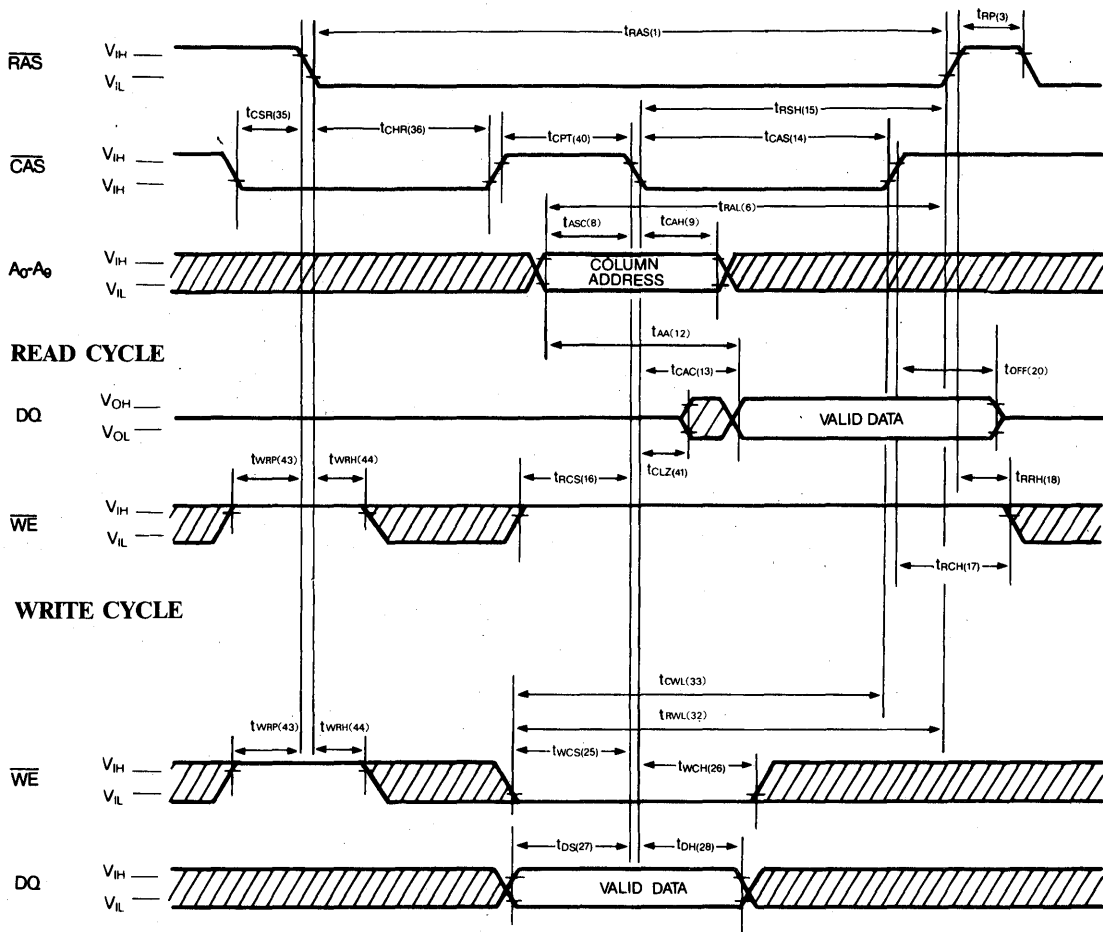 tRP(3)
tRAS(1)
RAS
VIH
VIL
tRSH(15)
tCSR(35)
tCHR(36)
tCPT(40)
tCAS(14)
CAS
VIH
VIH
tRAL(6)
tASC(8)
tCAH(9)
A0-A9
VIH
VIL
COLUMN
ADDRESS
tAA(12)
READ CYCLE
tCAC(13)
tOFF(20)
DQ
VOH
VOL
VALID DATA
tCLZ(41)
tWRP(43)
tWRH(44)
tRCS(16)
tRRH(18)
WE
VIH
VIL
tRCH(17)
WRITE CYCLE
tCWL(33)
tRWL(32)
tWRP(43)
tWRH(44)
tWCS(25)
tWCH(26)
WE
VIH
VIL
tDS(27)
tDH(28)
DQ
VIH
VIL
VALID DATA